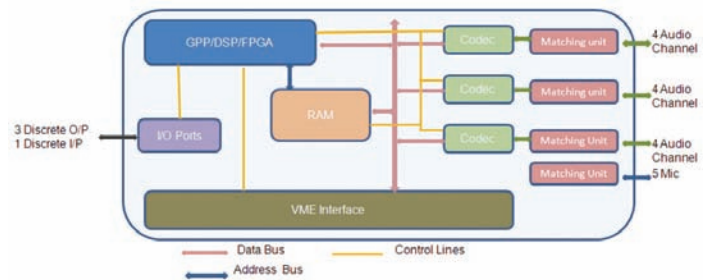 GPP/DSP/FPGA
Codec
Matching unit
4 Audio
Channel
Codec
Matching unit
4 Audio
Channel
RAM
3 Discrete O/P
1 Discrete I/P
I/O Ports
Codec
Matching Unit
4 Audio
Channel
Matching Unit
5 Mic
VME Interface
Data Bus
Control Lines
Address Bus